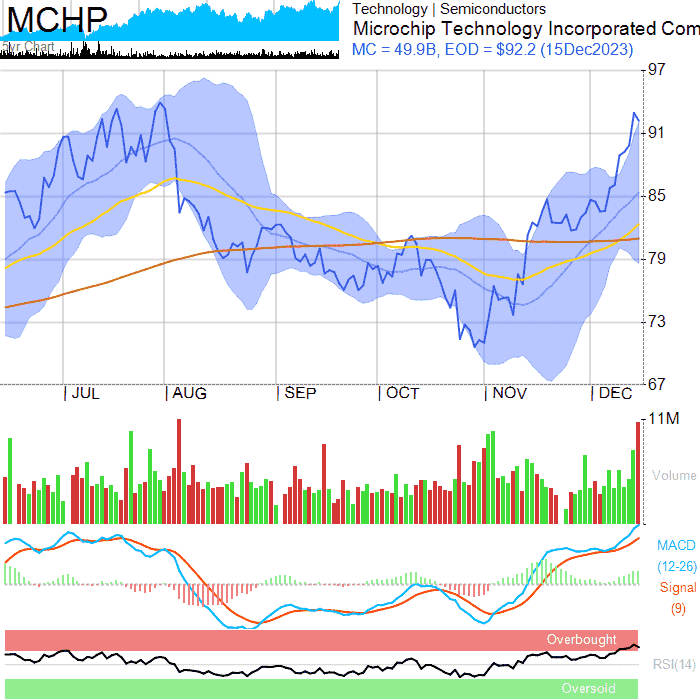 MCHP
5yr Chart
Technology | Semiconductors
Microchip Technology Incorporated Com
MC = 49.9B, EOD = $92.2 (15Dec2023)
97
91
85
79
73
67
| JUL | AUG | SEP | OCT | NOV | DEC
11M
Volume
MACD
(12-26)
Signal
(9)
Overbought
RSI(14)
Oversold